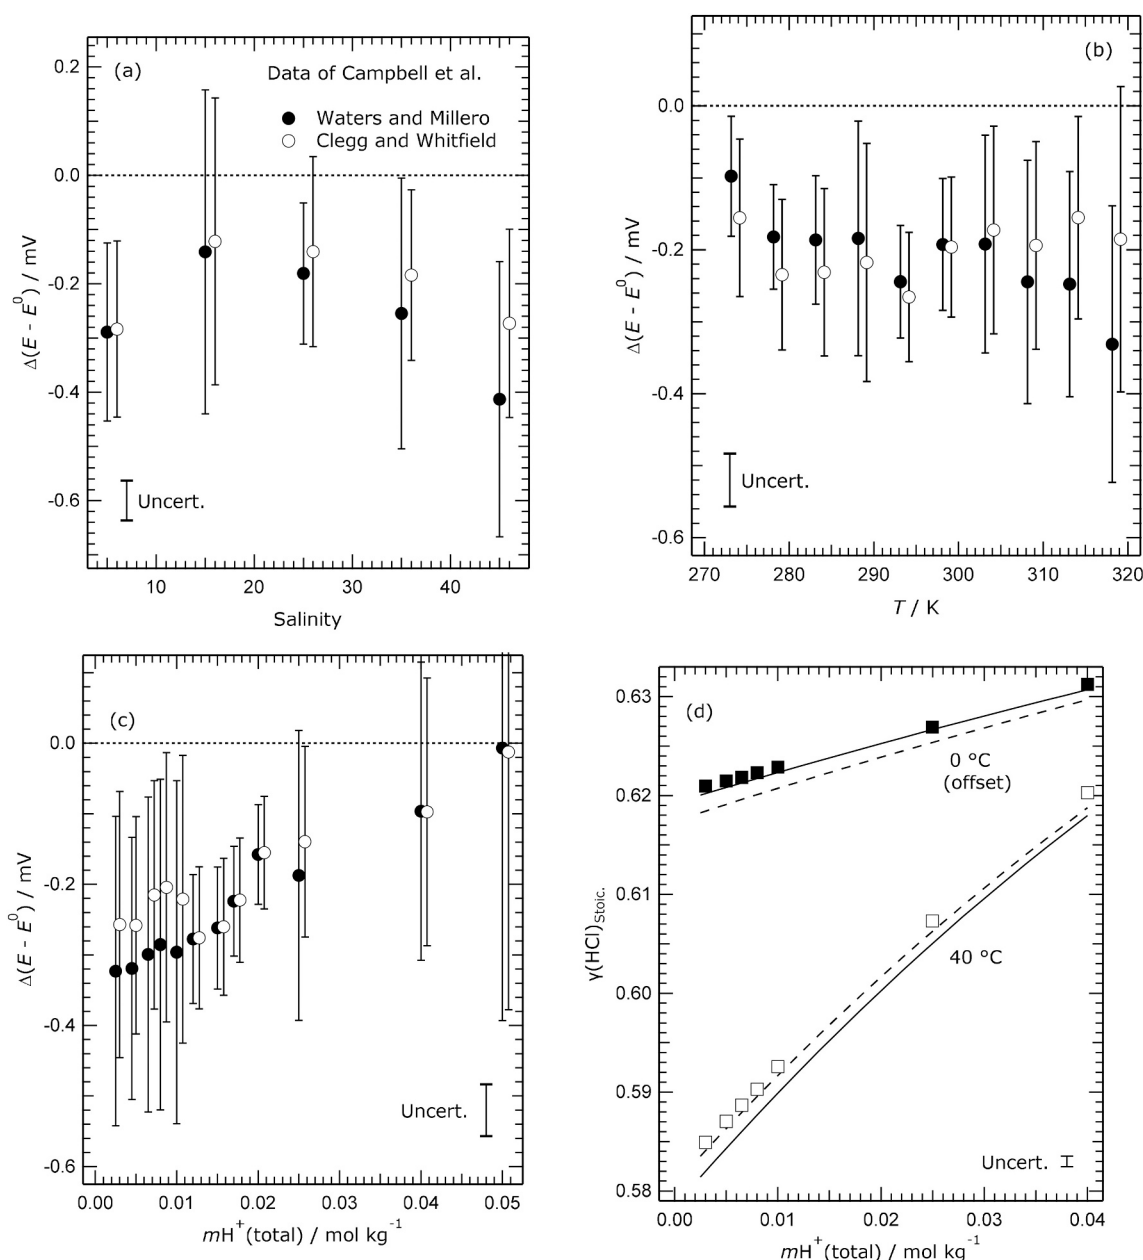 (a)
Data of Campbell et al.
Waters and Millero
Clegg and Whitfield
0.2
0.0
-0.2
-0.4
-0.6
Δ(E - E⁰) / mV
Uncert.
10 20 30 40
Salinity
(b)
0.0
-0.2
-0.4
-0.6
Δ(E - E⁰) / mV
Uncert.
270 280 290 300 310 320
T / K
(c)
0.0
-0.2
-0.4
-0.6
Δ(E - E⁰) / mV
Uncert.
0.00 0.01 0.02 0.03 0.04 0.05
mH⁺(total) / mol kg⁻¹
(d)
0.63
0.62
0.61
0.60
0.59
0.58
γ(HCl)Stoic.
0 °C
(offset)
40 °C
Uncert.
0.00 0.01 0.02 0.03 0.04
mH⁺(total) / mol kg⁻¹